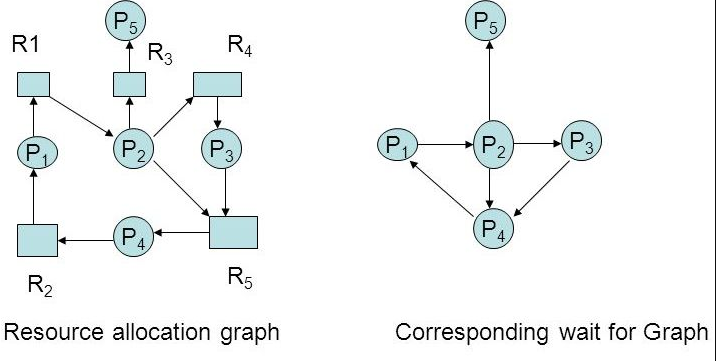 P5
P5
R1
R3
R4
P1
P2
P3
P1
P2
P3
P4
P4
R2
R5
Resource allocation graph
Corresponding wait for Graph